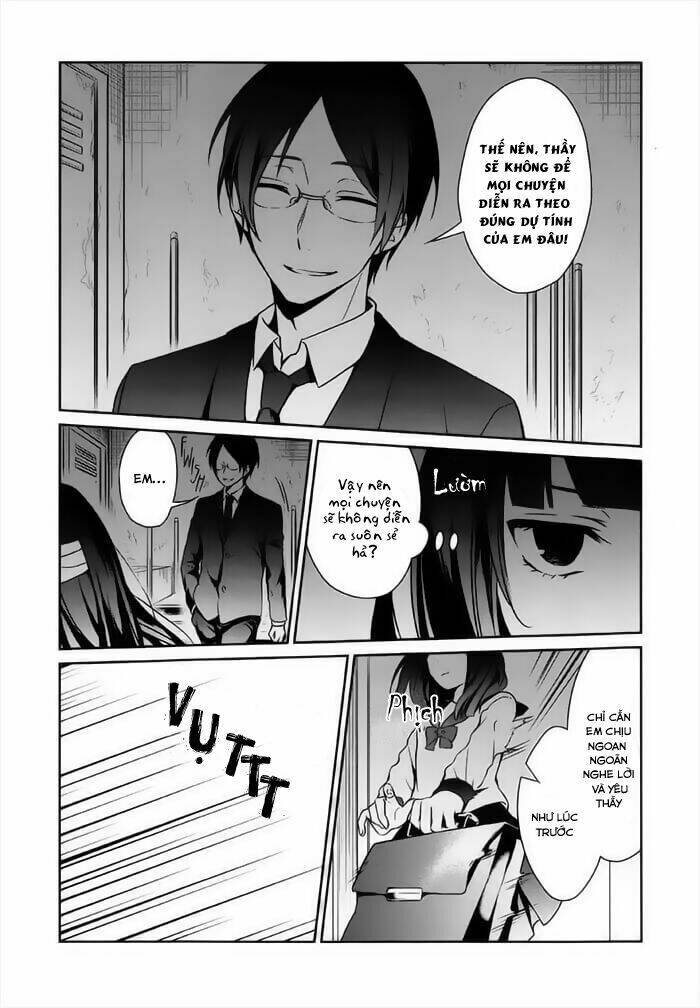 THẾ NÊN, THẦY
SẼ KHÔNG ĐỂ
MỌI CHUYỆN
DIỄN RA THEO
ĐÚNG DỰ TÍNH
CỦA EM ĐÂU!
EM...
FWISH
Vậy nên
mọi chuyện
sẽ không diễn
ra suôn sẻ
hả?
Lườm
VỤTTT
Phịch
CHỈ CẦN
EM CHỊU
NGOAN
NGOÃN
NGHE LỜI
VÀ YÊU
THẦY
NHƯ LÚC
TRƯỚC